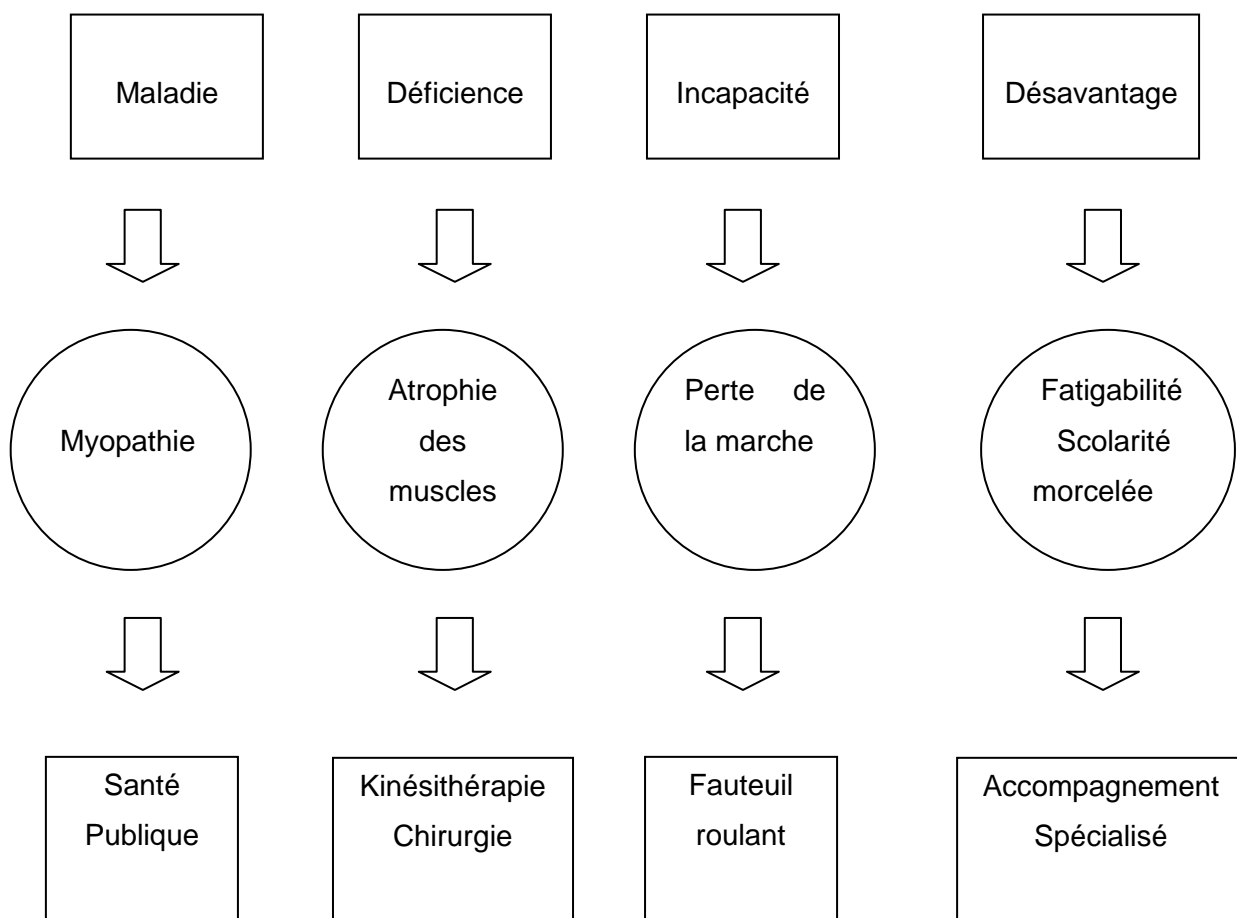 Maladie
Déficience
Incapacité
Désavantage
Myopathie
Atrophie
des
muscles
Perte de
la marche
Fatigabilité
Scolarité
morcelée
Santé
Publique
Kinésithérapie
Chirurgie
Fauteuil
roulant
Accompagnement
Spécialisé